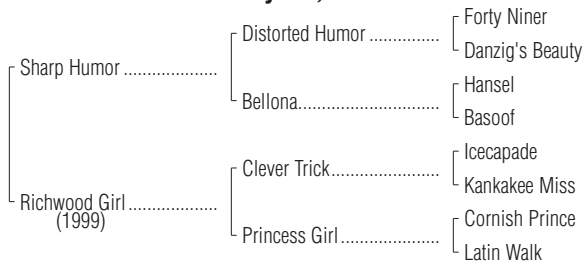 Forty Niner
Distorted Humor ...............
Danzig's Beauty
Sharp Humor ....................
Hansel
Bellona..............................
Basoof
Icecapade
Clever Trick.......................
Kankakee Miss
Richwood Girl ...................
(1999)
Cornish Prince
Princess Girl.....................
Latin Walk